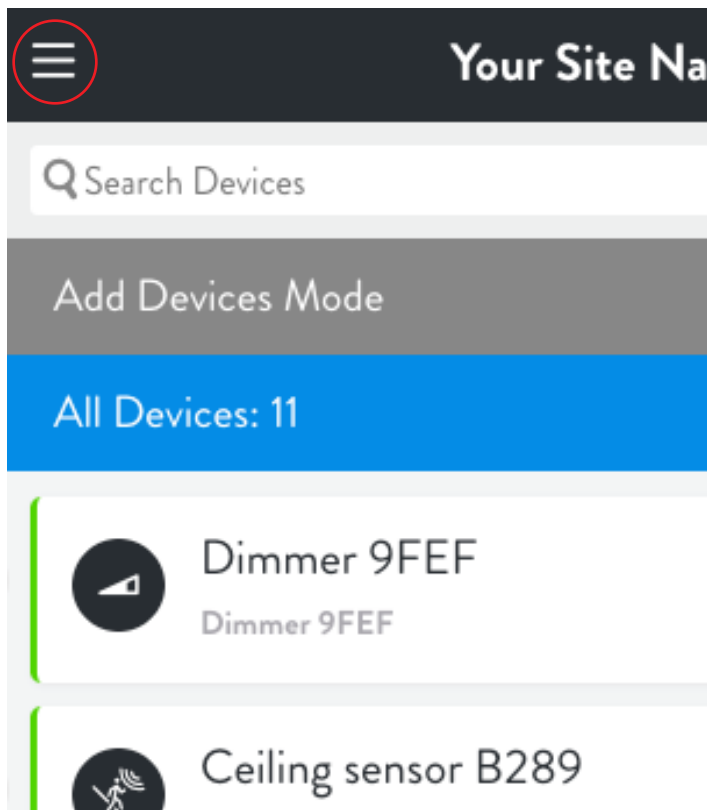 Your Site Na
Search Devices
Add Devices Mode
All Devices: 11
Dimmer 9FEF
Dimmer 9FEF
Ceiling sensor B289